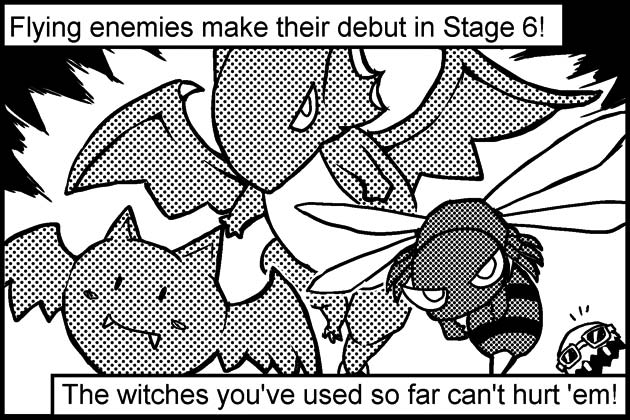 Flying enemies make their debut in Stage 6!
The witches you've used so far can't hurt 'em!